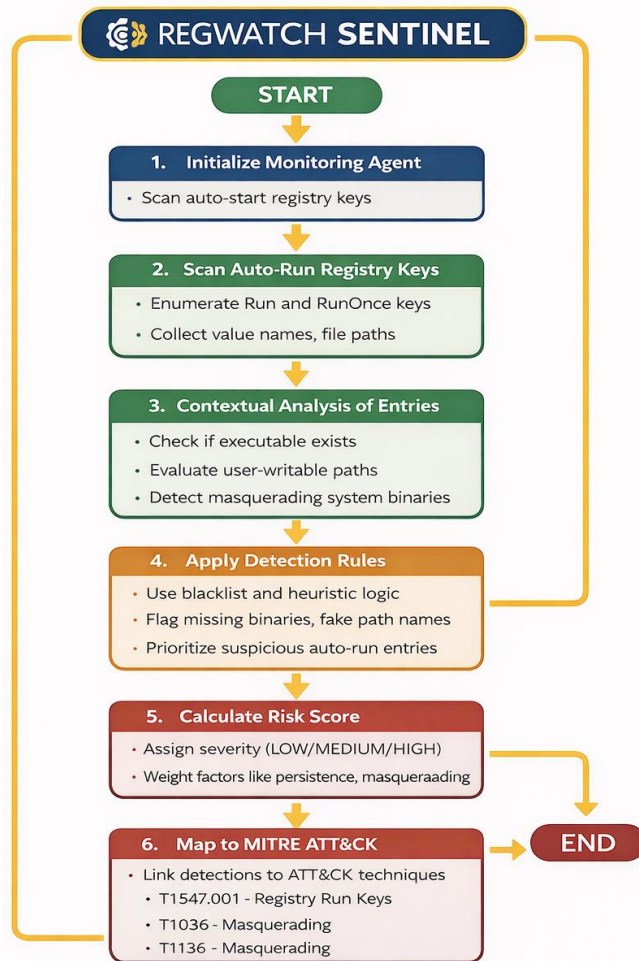 REGWATCH SENTINEL
START
1. Initialize Monitoring Agent
• Scan auto-start registry keys
2. Scan Auto-Run Registry Keys
• Enumerate Run and RunOnce keys
• Collect value names, file paths
3. Contextual Analysis of Entries
• Check if executable exists
• Evaluate user-writable paths
• Detect masquerading system binaries
4. Apply Detection Rules
• Use blacklist and heuristic logic
• Flag missing binaries, fake path names
• Prioritize suspicious auto-run entries
5. Calculate Risk Score
• Assign severity (LOW/MEDIUM/HIGH)
• Weight factors like persistence, masqueraading
6. Map to MITRE ATT&CK
• Link detections to ATT&CK techniques
• T1547.001 - Registry Run Keys
• T1036 - Masquerading
• T1136 - Masquerading
END